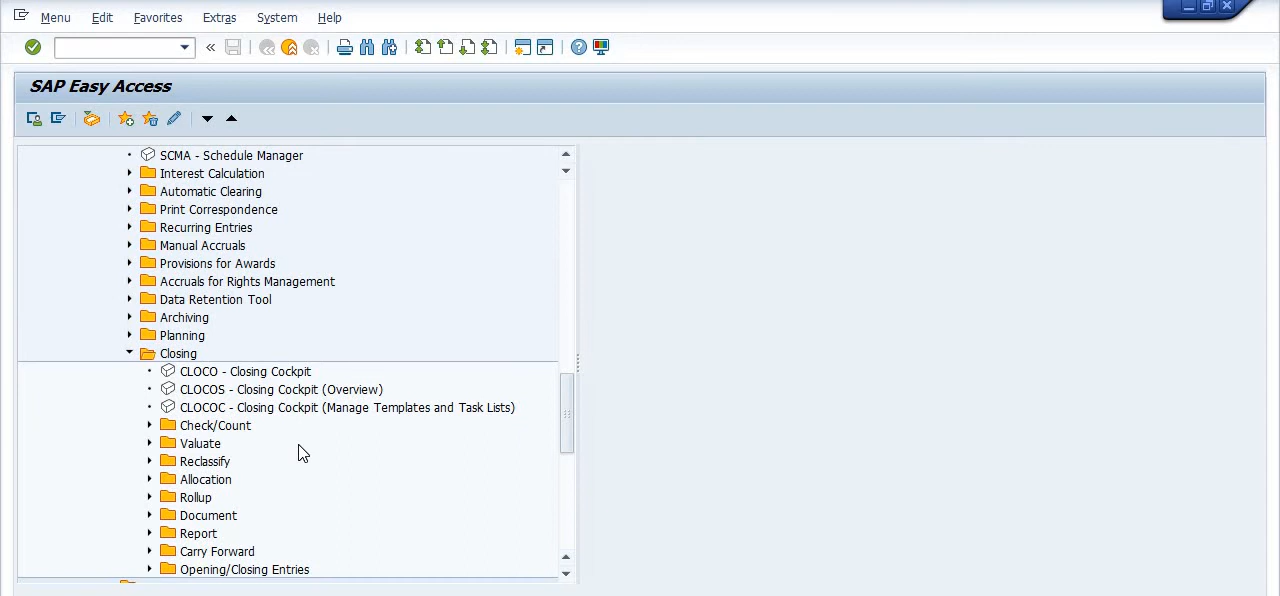 Menu Edit Favorites Extras System Help
SAP Easy Access
SCMA - Schedule Manager
Interest Calculation
Automatic Clearing
Print Correspondence
Recurring Entries
Manual Accruals
Provisions for Awards
Accruals for Rights Management
Data Retention Tool
Archiving
Planning
Closing
CLOCO - Closing Cockpit
CLOCOS - Closing Cockpit (Overview)
CLOCOC - Closing Cockpit (Manage Templates and Task Lists)
Check/Count
Valuate
Reclassify
Allocation
Rollup
Document
Report
Carry Forward
Opening/Closing Entries